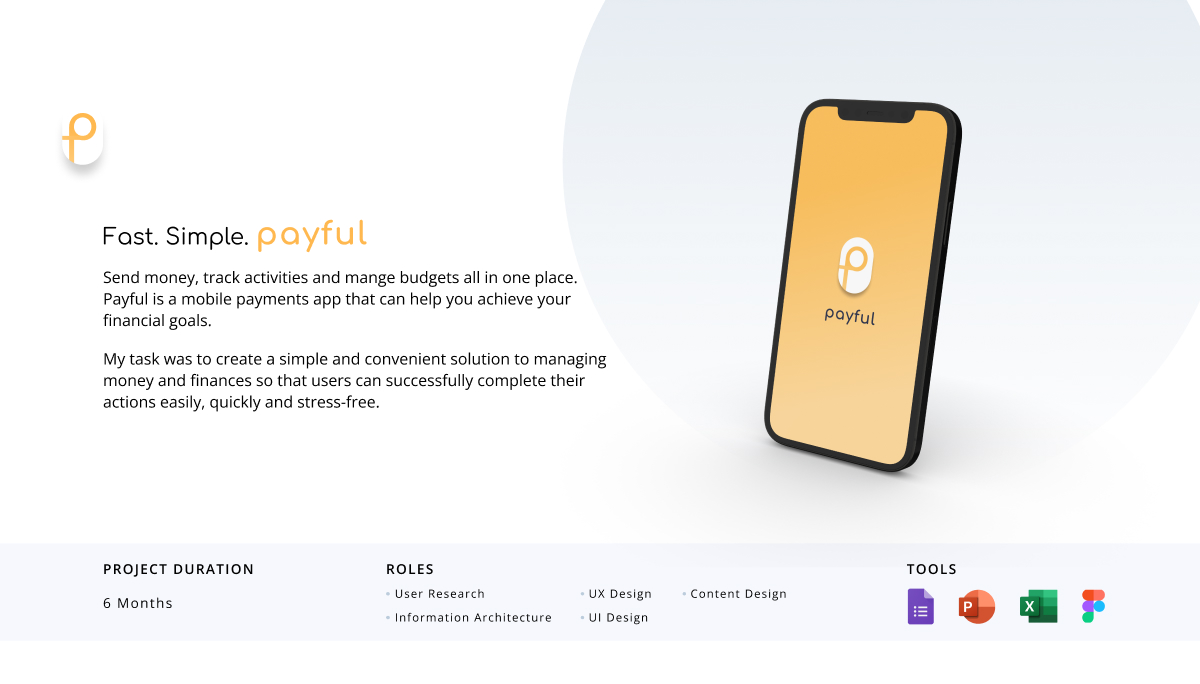 Fast. Simple. payful
Send money, track activities and mange budgets all in one place.
Payful is a mobile payments app that can help you achieve your
financial goals.
My task was to create a simple and convenient solution to managing
money and finances so that users can successfully complete their
actions easily, quickly and stress-free.
payful
PROJECT DURATION
6 Months
ROLES
• User Research
• Information Architecture
• UX Design
• UI Design
• Content Design
TOOLS
P
X